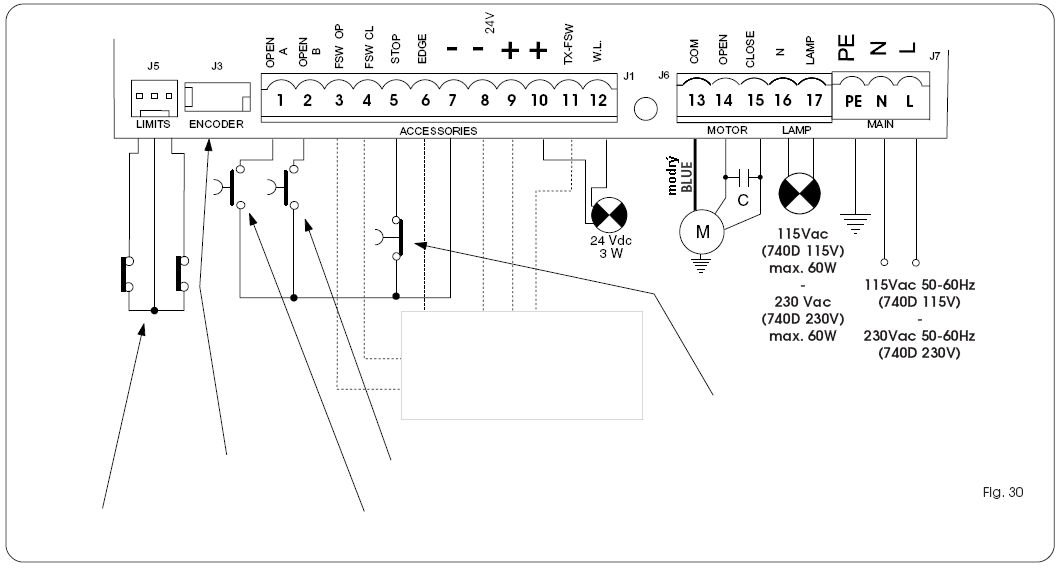 24V
OPEN A
OPEN B
FSW OP
FSW CL
STOP
EDGE
-
-
+
+
TX-FSW
W.L.
COM
OPEN
CLOSE
N
LAMP
PE
N
L
J5
J3
J1
J6
J7
1 2 3 4 5 6 7 8 9 10 11 12
13 14 15 16 17
PE N L
LIMITS
ENCODER
ACCESSORIES
MOTOR
LAMP
MAIN
modrý
BLUE
C
M
24 Vdc
3 W
115Vac
(740D 115V)
max. 60W
-
230 Vac
(740D 230V)
max. 60W
115Vac 50-60Hz
(740D 115V)
-
230Vac 50-60Hz
(740D 230V)
Fig. 30